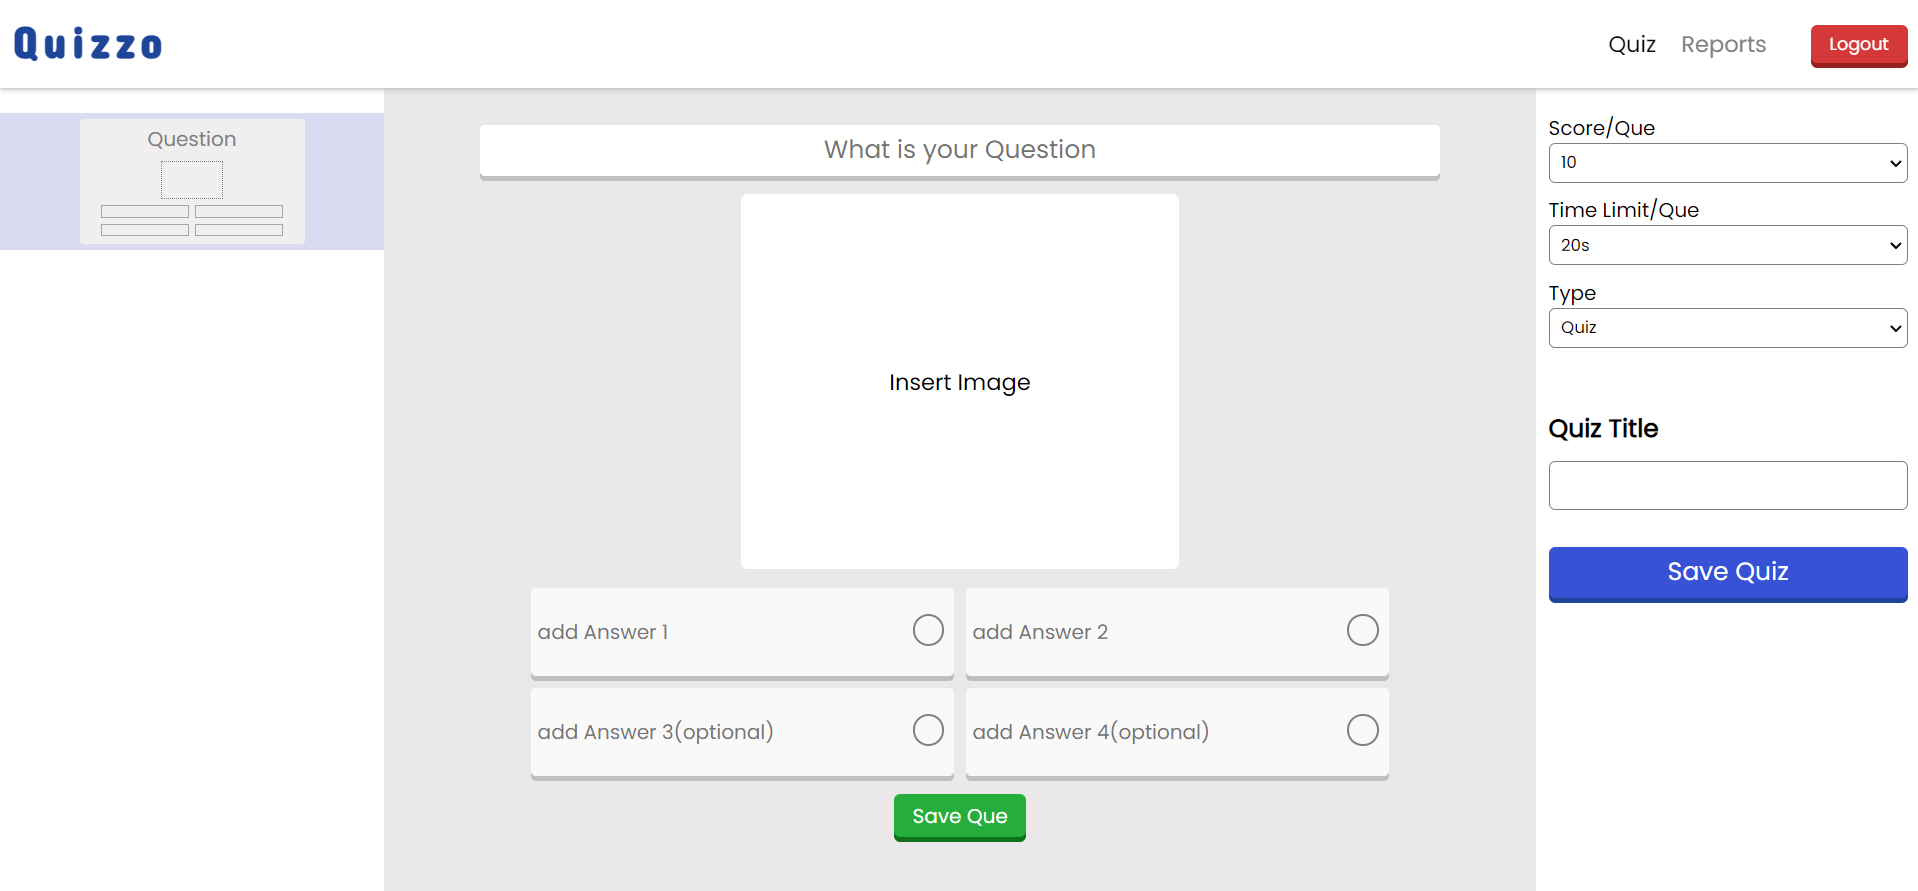 Quizzo
Quiz Reports Logout
Question
What is your Question
Insert Image
add Answer 1
add Answer 2
add Answer 3(optional)
add Answer 4(optional)
Save Que
Score/Que
10
Time Limit/Que
20s
Type
Quiz
Quiz Title
Save Quiz